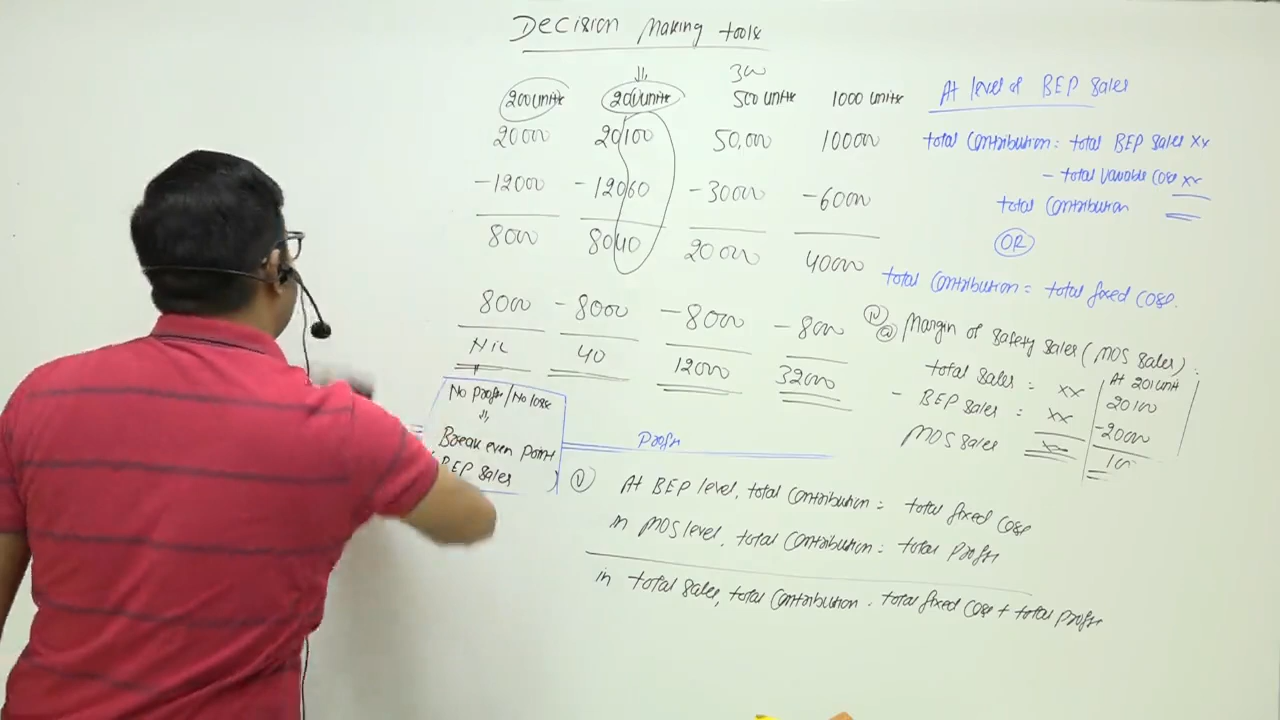 Decision Making tools
300
200 units 201 units 500 units 1000 units
20000 20100 50,000 100000
-12000 -12060 -30000 -60000
8000 8040 20000 40000
8000 -8000 -8000 -8000
Nil 40 12000 32000
No profit/No loss
Break even point
BEP Sales
Profit
At level of BEP Sales
total Contribution: total BEP Sales xx
- total Variable Cost xx
total Contribution
OR
total Contribution = total fixed Cost.
(a) Margin of Safety Sales (MOS Sales):
total Sales : xx
- BEP Sales : xx
MOS Sales xx
At 201 unit
20100
-20000
100
At BEP level, total Contribution = total fixed Cost
in MOS level, total Contribution: total Profit
in total Sales, total Contribution = total fixed Cost + total profit